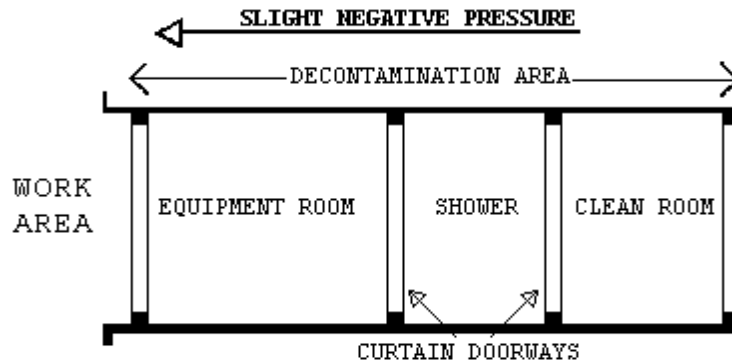 SLIGHT NEGATIVE PRESSURE
DECONTAMINATION AREA
WORK
AREA
EQUIPMENT ROOM
SHOWER
CLEAN ROOM
CURTAIN DOORWAYS